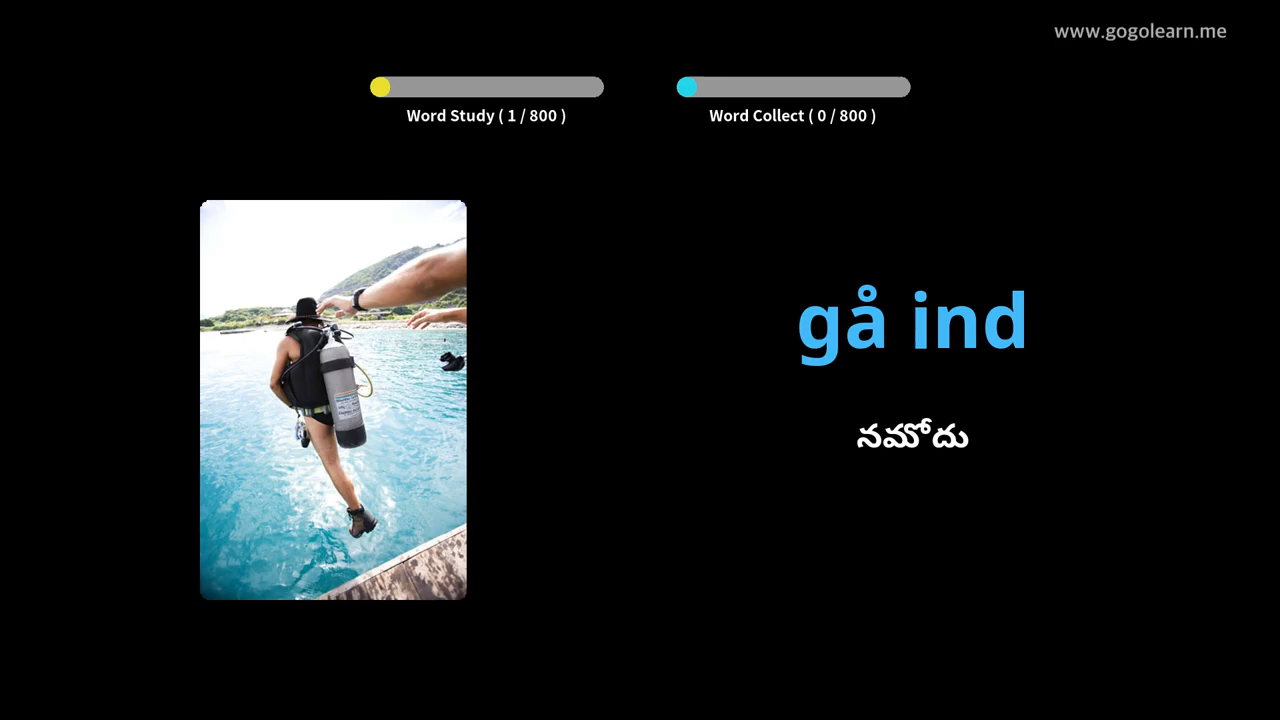 www.gogolearn.me
Word Study ( 1 / 800 )
Word Collect ( 0 / 800 )
gå ind
నమోదు